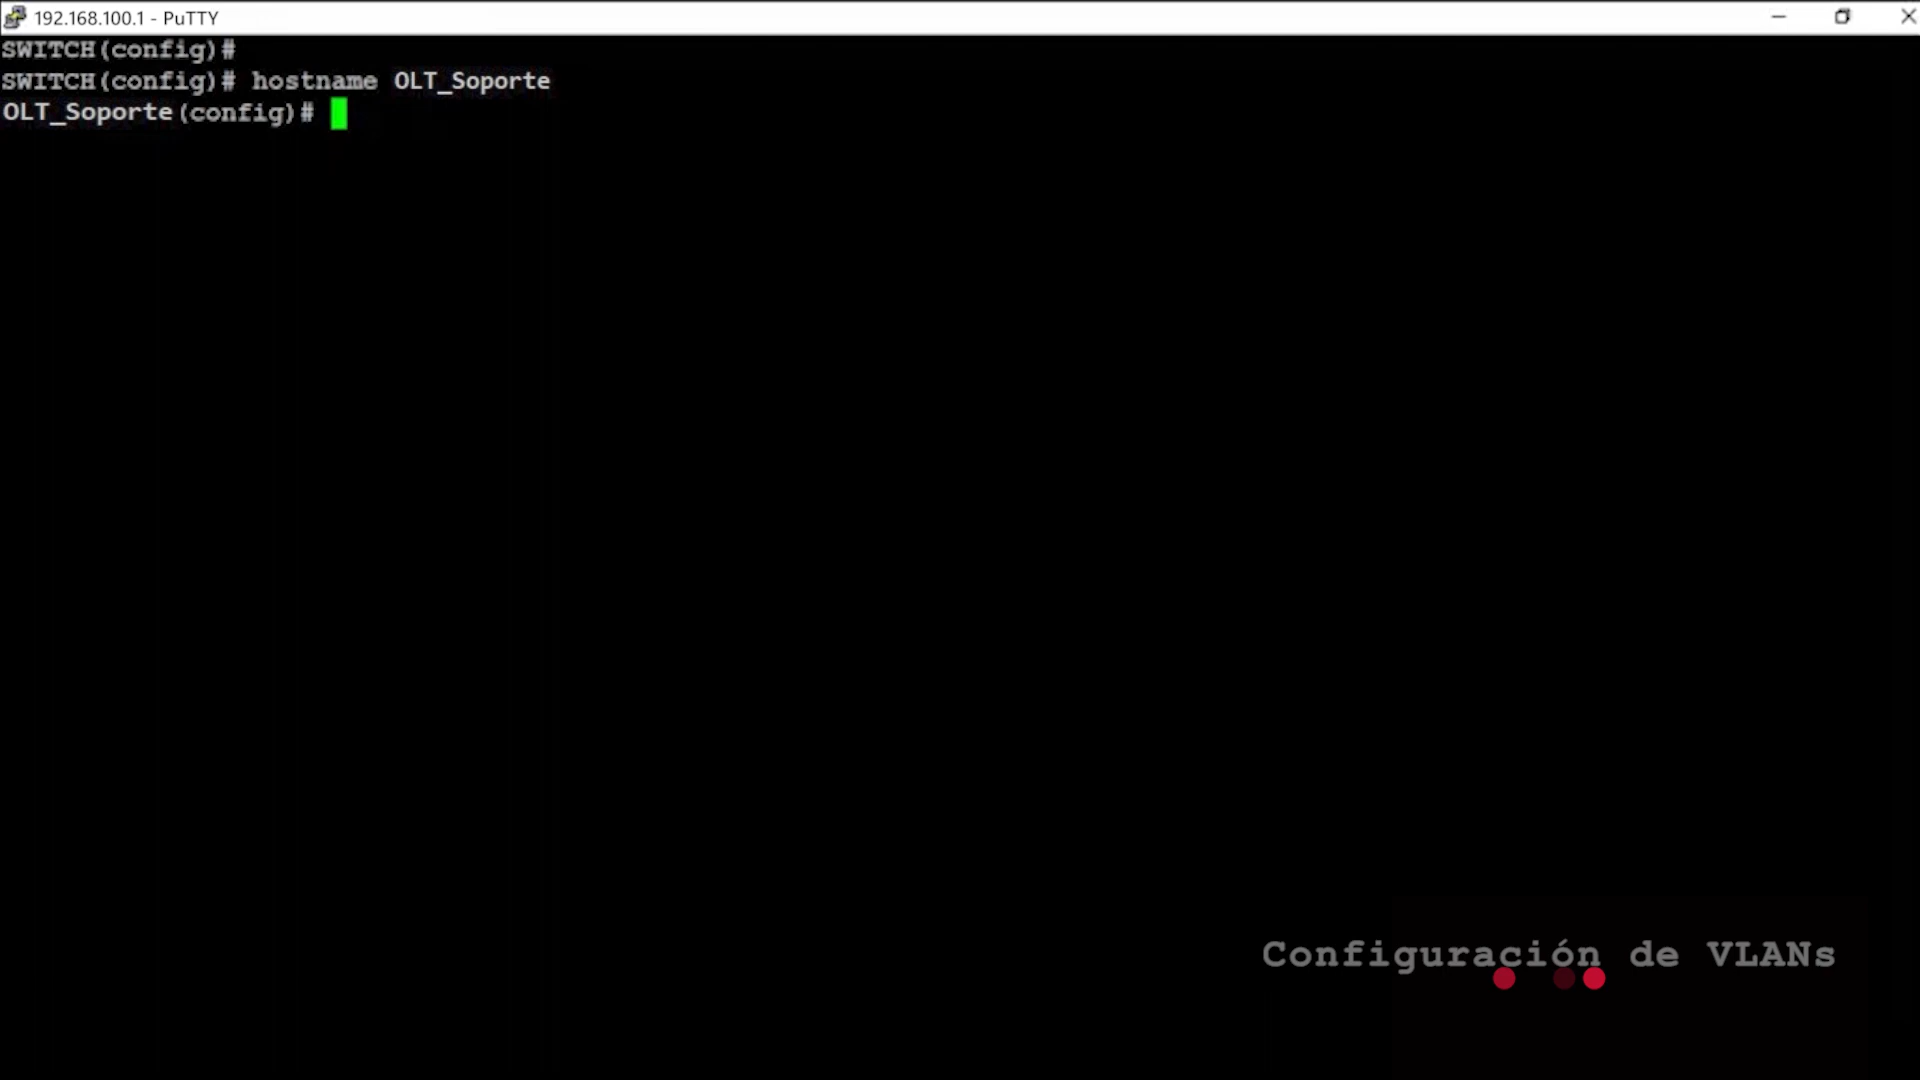 192.168.100.1 - PuTTY
SWITCH(config)#
SWITCH(config)# hostname OLT_Soporte
OLT_Soporte(config)#
Configuración de VLANs